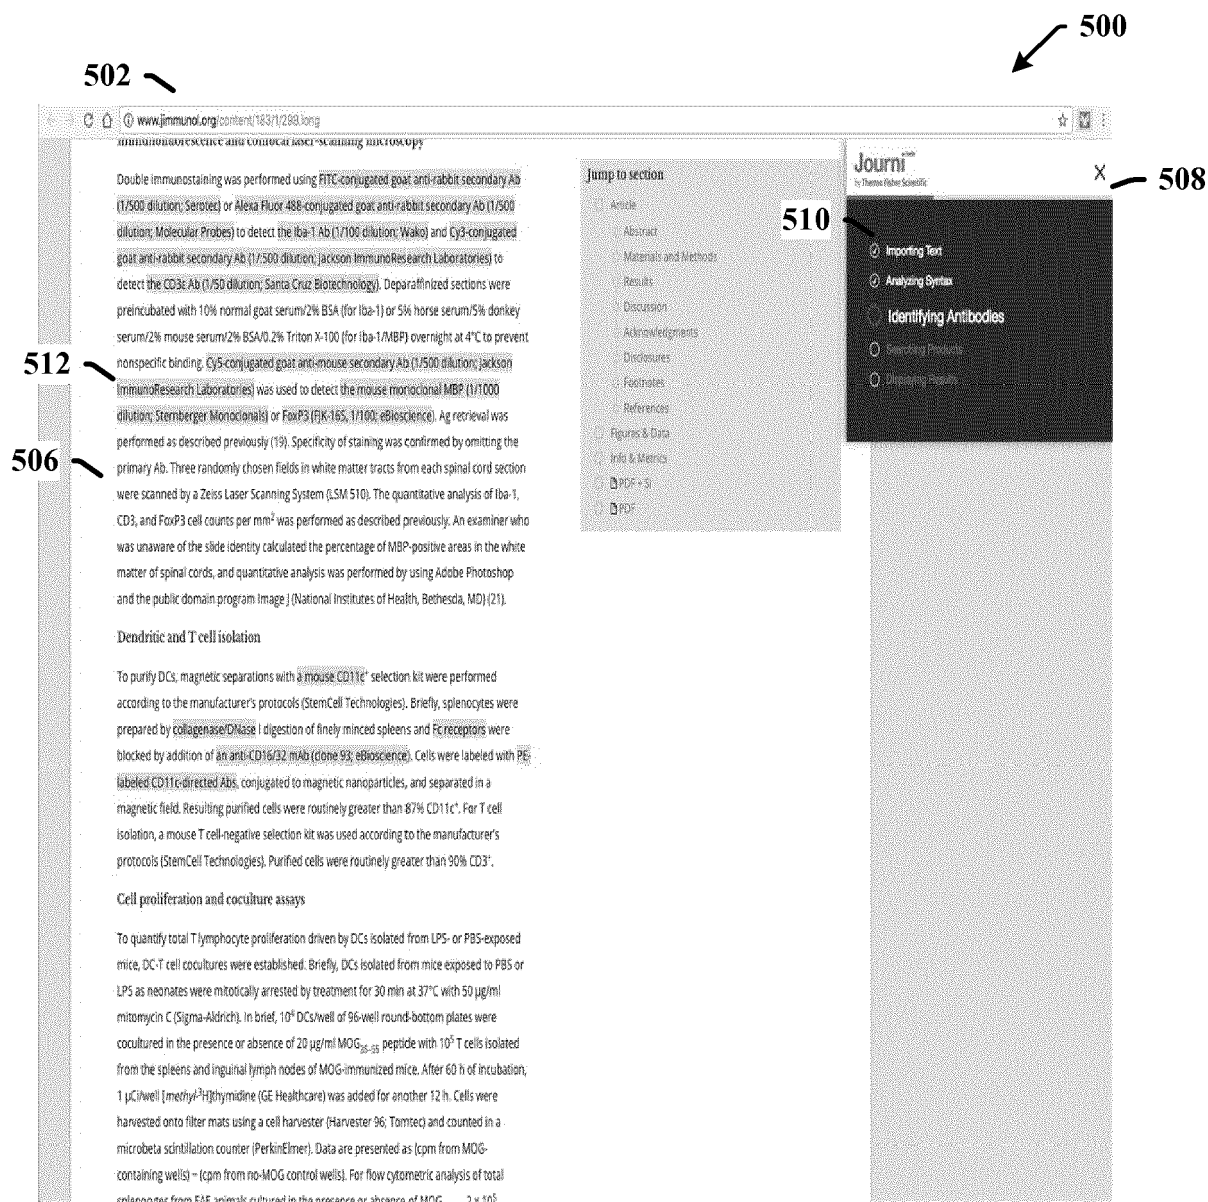 500
502
www.jimmunol.org/content/183/1/299.long
immunofluorescence and confocal laser-scanning microscopy
Double immunostaining was performed using FITC-conjugated goat anti-rabbit secondary Ab
(1/500 dilution; Serotec) or Alexa Fluor 488-conjugated goat anti-rabbit secondary Ab (1/500
dilution; Molecular Probes) to detect the Iba-1 Ab (1/100 dilution; Wako) and Cy3-conjugated
goat anti-rabbit secondary Ab (1/:500 dilution; Jackson ImmunoResearch Laboratories) to
detect the CD3ε Ab (1/50 dilution; Santa Cruz Biotechnology). Deparaffinized sections were
preincubated with 10% normal goat serum/2% BSA (for Iba-1) or 5% horse serum/5% donkey
serum/2% mouse serum/2% BSA/0.2% Triton X-100 (for Iba-1/MBP) overnight at 4°C to prevent
nonspecific binding. Cy5-conjugated goat anti-mouse secondary Ab (1/500 dilution; Jackson
512
ImmunoResearch Laboratories) was used to detect the mouse monoclonal MBP (1/1000
dilution; Sternberger Monoclonals) or FoxP3 (FJK-16S, 1/100; eBioscience). Ag retrieval was
performed as described previously (19). Specificity of staining was confirmed by omitting the
506
primary Ab. Three randomly chosen fields in white matter tracts from each spinal cord section
were scanned by a Zeiss Laser Scanning System (LSM 510). The quantitative analysis of Iba-1,
CD3, and FoxP3 cell counts per mm² was performed as described previously. An examiner who
was unaware of the slide identity calculated the percentage of MBP-positive areas in the white
matter of spinal cords, and quantitative analysis was performed by using Adobe Photoshop
and the public domain program Image J (National Institutes of Health, Bethesda, MD) (21).
Dendritic and T cell isolation
To purify DCs, magnetic separations with a mouse CD11c⁺ selection kit were performed
according to the manufacturer's protocols (StemCell Technologies). Briefly, splenocytes were
prepared by collagenase/DNase I digestion of finely minced spleens and Fc receptors were
blocked by addition of an anti-CD16/32 mAb (clone 93; eBioscience). Cells were labeled with PE-
labeled CD11c-directed Abs, conjugated to magnetic nanoparticles, and separated in a
magnetic field. Resulting purified cells were routinely greater than 87% CD11c⁺. For T cell
isolation, a mouse T cell-negative selection kit was used according to the manufacturer's
protocols (StemCell Technologies). Purified cells were routinely greater than 90% CD3⁺.
Cell proliferation and coculture assays
To quantify total T lymphocyte proliferation driven by DCs isolated from LPS- or PBS-exposed
mice, DC-T cell cocultures were established. Briefly, DCs isolated from mice exposed to PBS or
LPS as neonates were mitotically arrested by treatment for 30 min at 37°C with 50 μg/ml
mitomycin C (Sigma-Aldrich). In brief, 10⁴ DCs/well of 96-well round-bottom plates were
cocultured in the presence or absence of 20 μg/ml MOG₃₅₋₅₅ peptide with 10⁵ T cells isolated
from the spleens and inguinal lymph nodes of MOG-immunized mice. After 60 h of incubation,
1 μCi/well [methyl-³H]thymidine (GE Healthcare) was added for another 12 h. Cells were
harvested onto filter mats using a cell harvester (Harvester 96; Tomtec) and counted in a
microbeta scintillation counter (PerkinElmer). Data are presented as (cpm from MOG-
containing wells) − (cpm from no-MOG control wells). For flow cytometric analysis of total
splenocytes from EAE animals cultured in the presence or absence of MOG 2 x 10⁵
Jump to section
Article
Abstract
Materials and Methods
Results
Discussion
Acknowledgments
Disclosures
Footnotes
References
Figures & Data
Info & Metrics
PDF + SI
PDF
Journi
by Thermo Fisher Scientific
X
508
510
Importing Text
Analyzing Syntax
Identifying Antibodies
Searching Products
Displaying Results